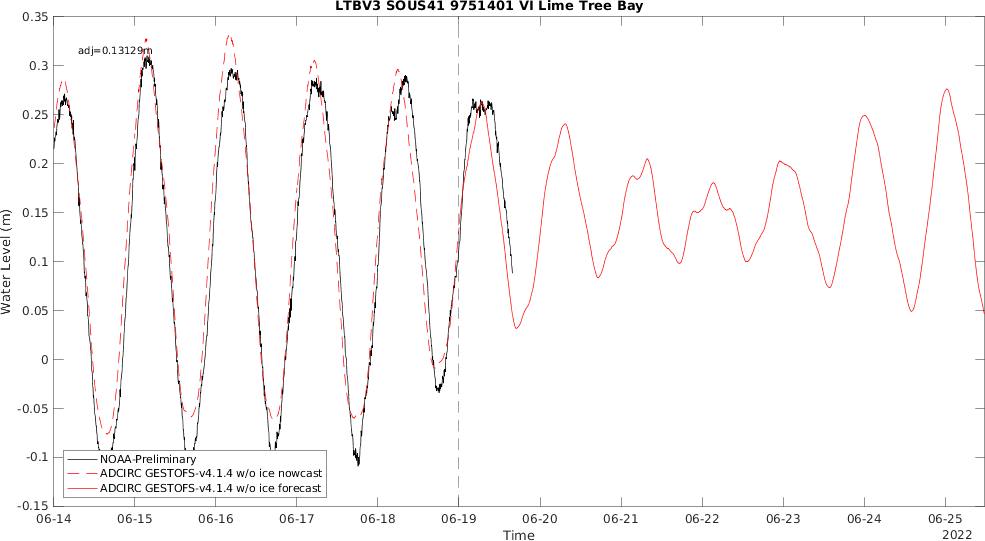 LTBV3 SOUS41 9751401 VI Lime Tree Bay
adj=0.13129m
Water Level (m)
0.35
0.3
0.25
0.2
0.15
0.1
0.05
0
-0.05
-0.1
-0.15
NOAA-Preliminary
ADCIRC GESTOFS-v4.1.4 w/o ice nowcast
ADCIRC GESTOFS-v4.1.4 w/o ice forecast
06-14 06-15 06-16 06-17 06-18 06-19 06-20 06-21 06-22 06-23 06-24 06-25
Time
2022